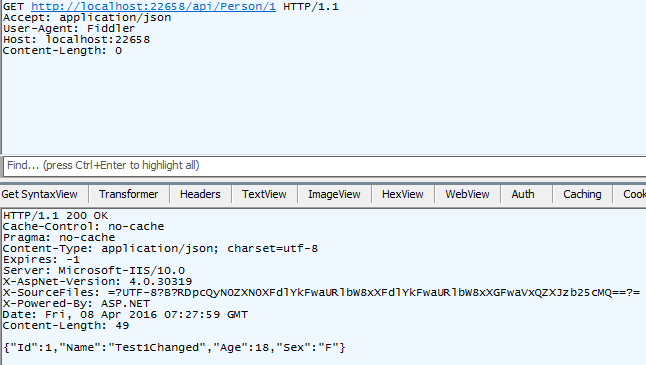 GET http://localhost:22658/api/Person/1 HTTP/1.1
Accept: application/json
User-Agent: Fiddler
Host: localhost:22658
Content-Length: 0
Find... (press Ctrl+Enter to highlight all)
Get SyntaxView Transformer Headers TextView ImageView HexView WebView Auth Caching Cook
HTTP/1.1 200 OK
Cache-Control: no-cache
Pragma: no-cache
Content-Type: application/json; charset=utf-8
Expires: -1
Server: Microsoft-IIS/10.0
X-AspNet-Version: 4.0.30319
X-SourceFiles: =?UTF-8?B?RDpcQyNOZXNOXFdlYkFwaURlbW8xXFdlYkFwaURlbW8xXGFwaVxQZXJzb25cMQ==?=
X-Powered-By: ASP.NET
Date: Fri, 08 Apr 2016 07:27:59 GMT
Content-Length: 49
{"Id":1,"Name":"Test1Changed","Age":18,"Sex":"F"}